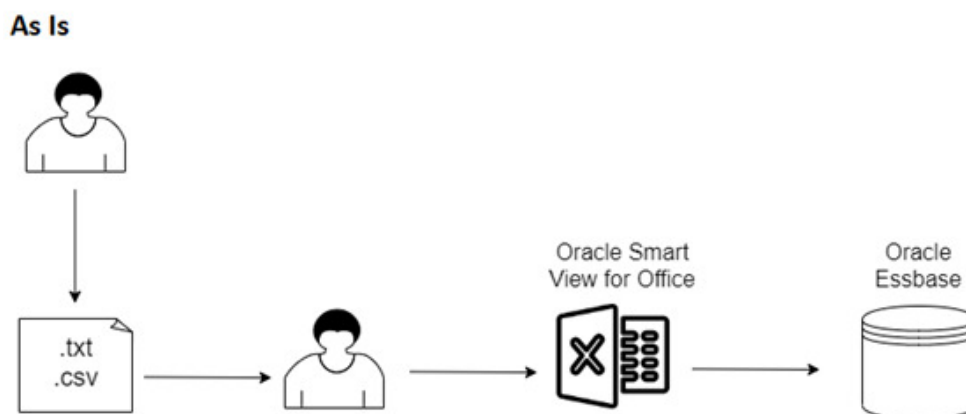 As Is
Oracle Smart
View for Office
Oracle
Essbase
.txt
.csv